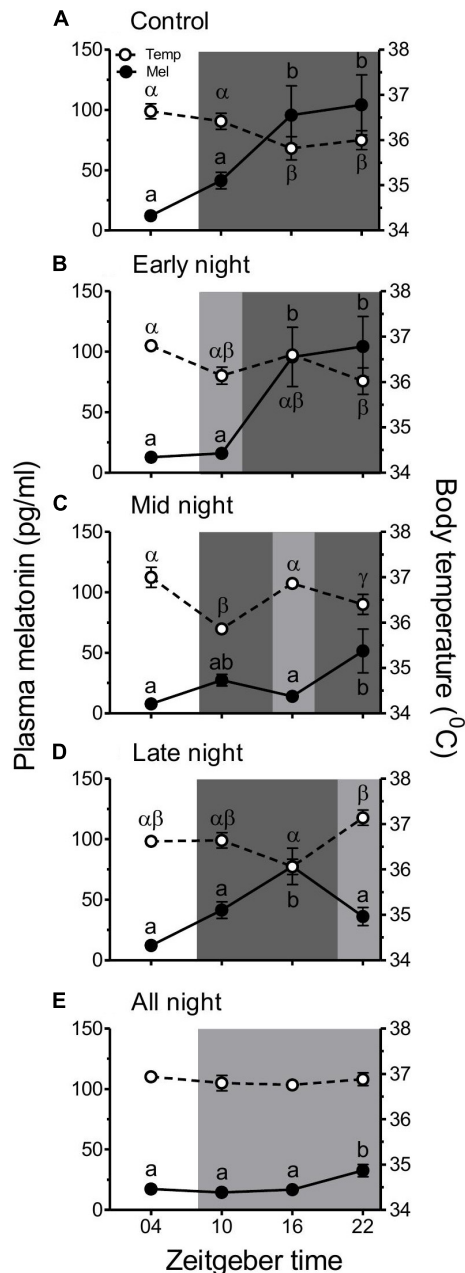 A Control
150 38
Temp
Mel
α α b b
100 37
a a β β
36
50 35
0 34
B Early night
150 38
α αβ b b
100 37
a a αβ β
36
50 35
0 34
C Mid night
150 38
α β α γ
100 37
a ab a b
36
50 35
0 34
D Late night
150 38
αβ αβ α β
100 37
a a b a
36
50 35
0 34
E All night
150 38
100 37
36
50 35
a a a b
0 34
04 10 16 22
Zeitgeber time
Plasma melatonin (pg/ml)
Body temperature (⁰C)